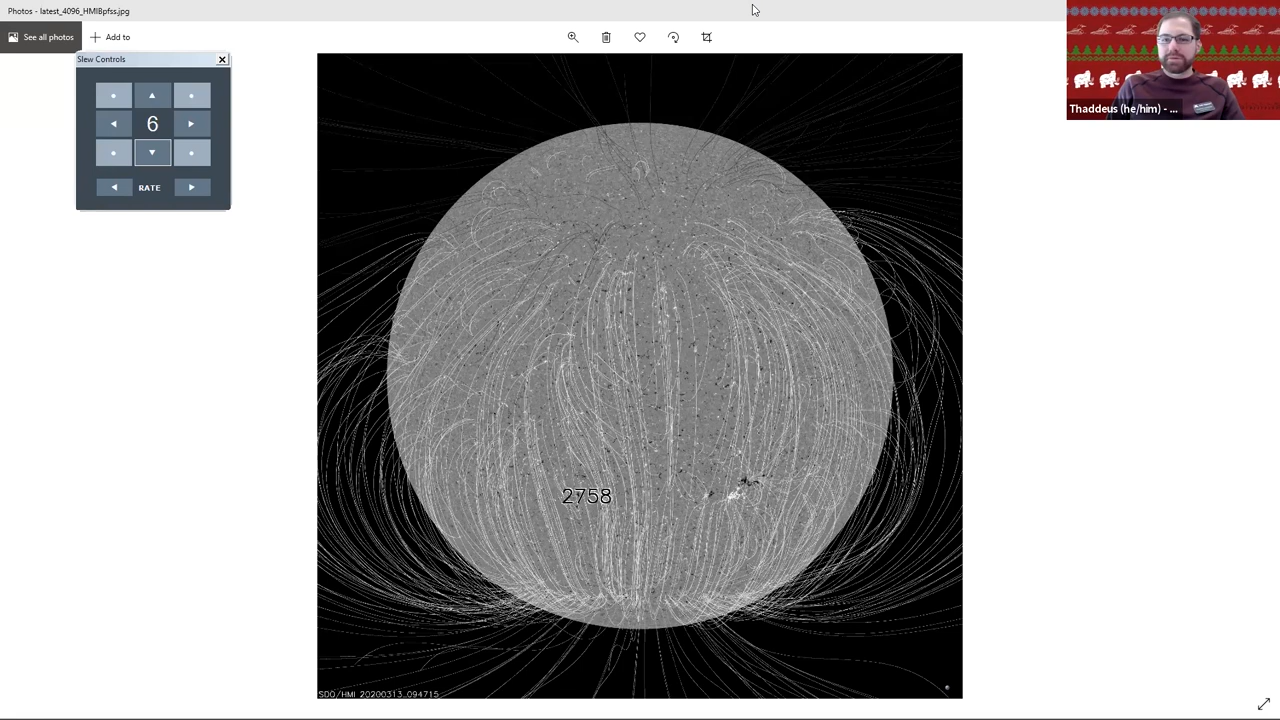 Photos - latest_4096_HMIBpfss.jpg
See all photos
Add to
Slew Controls
6
RATE
Thaddeus (he/him) - ...
2758
SDO/HMI 20200313_094715